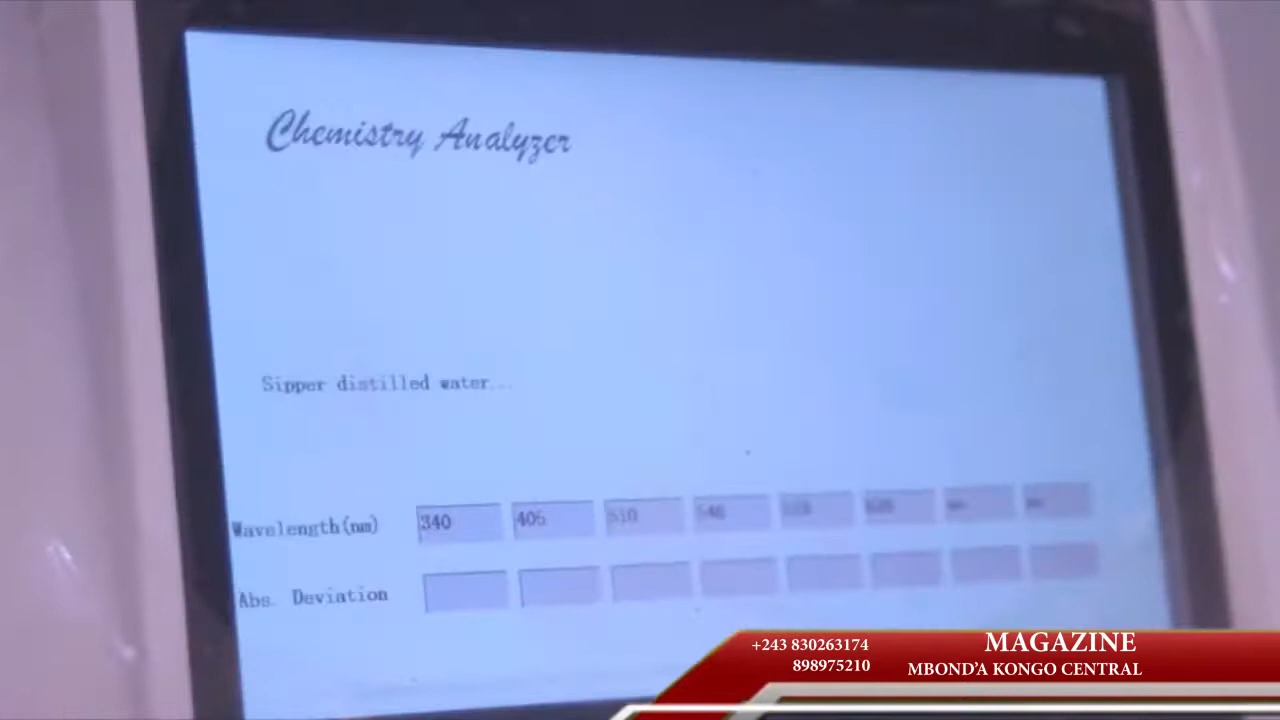 Chemistry Analyzer
Sipper distilled water...
Wavelength(nm) 340 405 510
Abs. Deviation
+243 830263174
898975210
MAGAZINE
MBOND'A KONGO CENTRAL